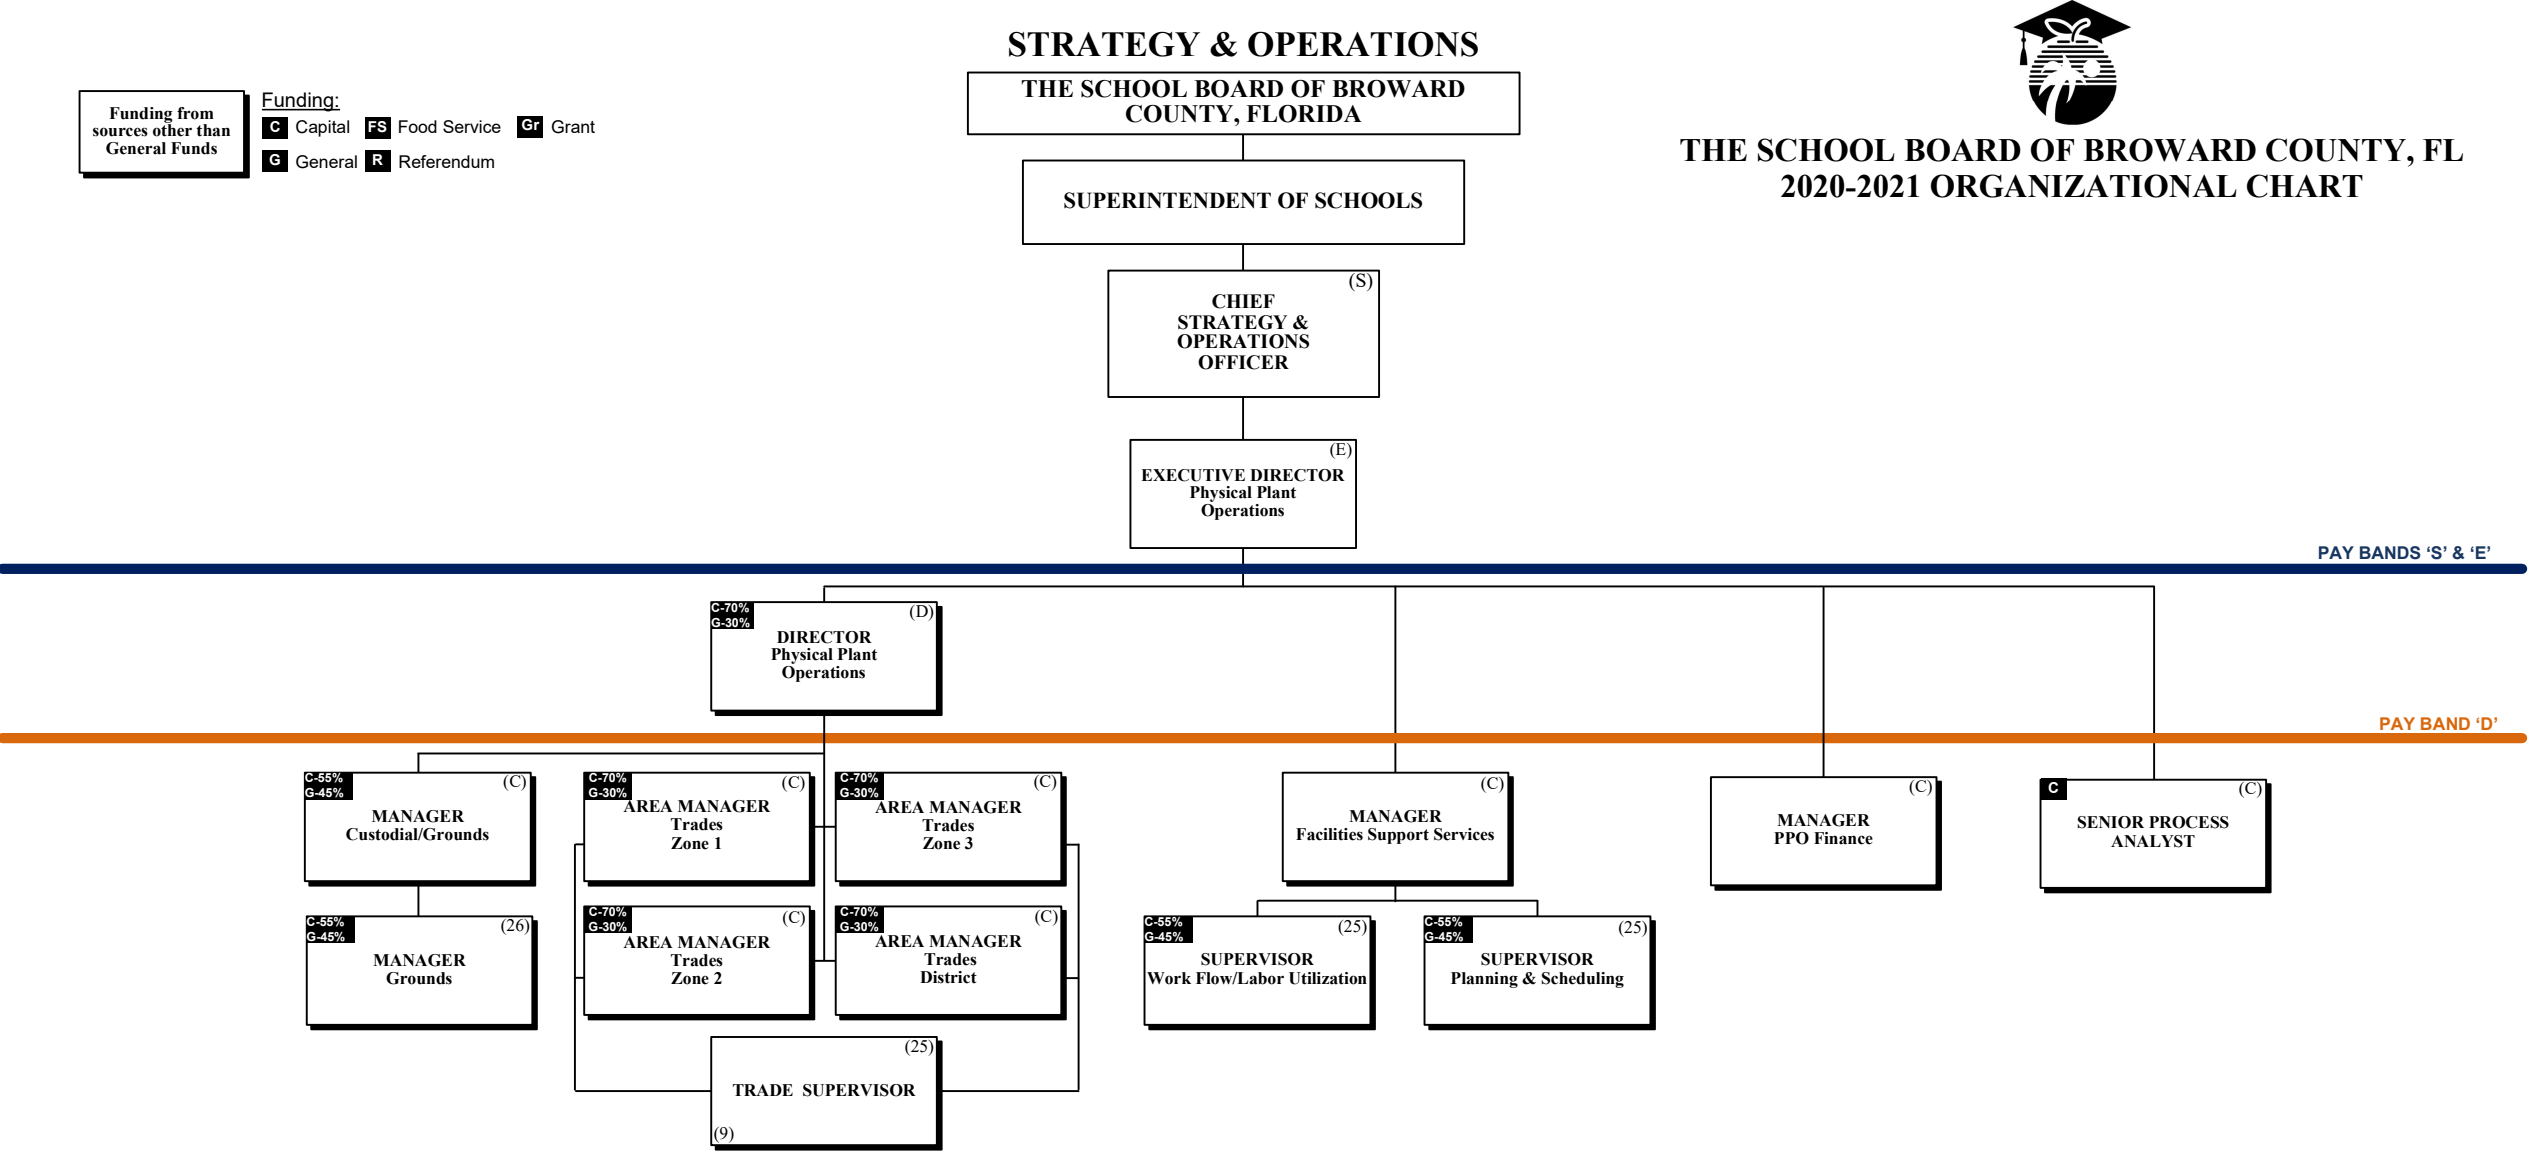 STRATEGY & OPERATIONS
THE SCHOOL BOARD OF BROWARD
COUNTY, FLORIDA
THE SCHOOL BOARD OF BROWARD COUNTY, FL
2020-2021 ORGANIZATIONAL CHART
Funding from
sources other than
General Funds
Funding:
C Capital FS Food Service Gr Grant
G General R Referendum
SUPERINTENDENT OF SCHOOLS
(S)
CHIEF
STRATEGY &
OPERATIONS
OFFICER
(E)
EXECUTIVE DIRECTOR
Physical Plant
Operations
PAY BANDS ‘S’ & ‘E’
C-70%
G-30%
(D)
DIRECTOR
Physical Plant
Operations
PAY BAND ‘D’
C-55%
G-45%
(C)
MANAGER
Custodial/Grounds
C-70%
G-30%
(C)
AREA MANAGER
Trades
Zone 1
C-70%
G-30%
(C)
AREA MANAGER
Trades
Zone 3
(C)
MANAGER
Facilities Support Services
(C)
MANAGER
PPO Finance
C
(C)
SENIOR PROCESS
ANALYST
C-55%
G-45%
(26)
MANAGER
Grounds
C-70%
G-30%
(C)
AREA MANAGER
Trades
Zone 2
C-70%
G-30%
(C)
AREA MANAGER
Trades
District
C-55%
G-45%
(25)
SUPERVISOR
Work Flow/Labor Utilization
C-55%
G-45%
(25)
SUPERVISOR
Planning & Scheduling
(25)
TRADE SUPERVISOR
(9)